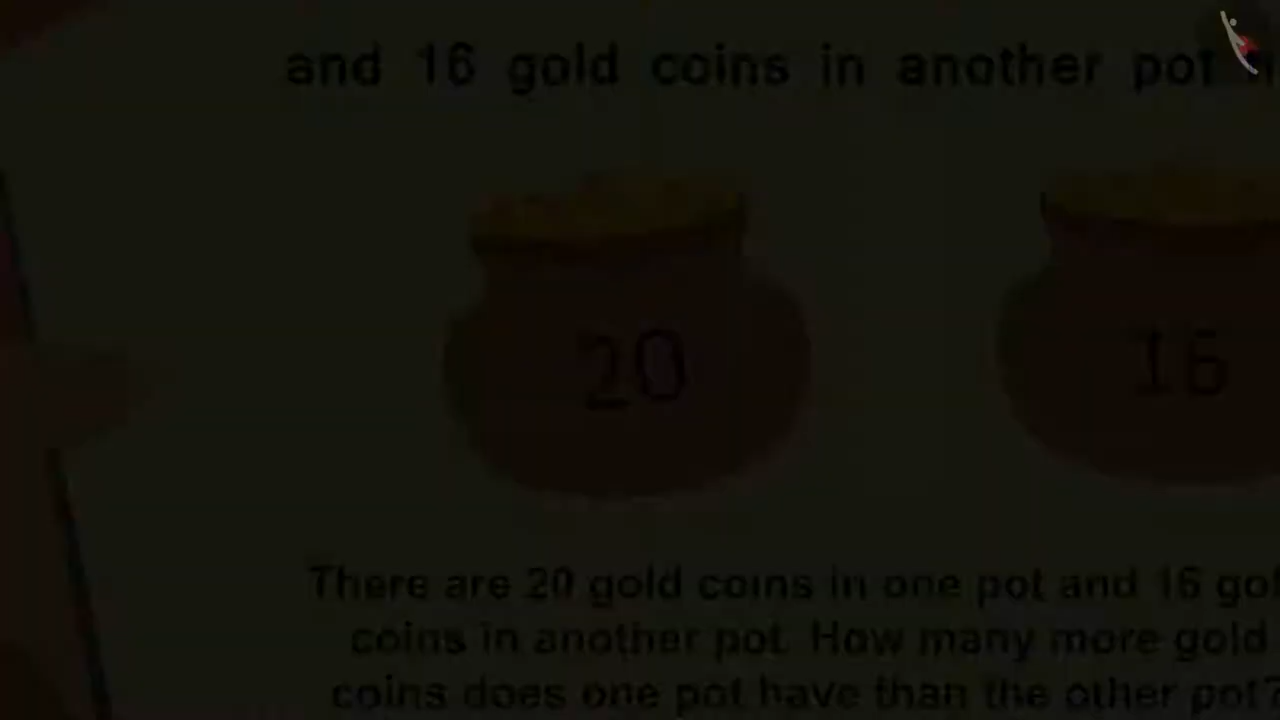 and 16 gold coins in another pot
20
16
There are 20 gold coins in one pot and 16
coins in another pot. How many more gold
coins does one pot have than the other pot?